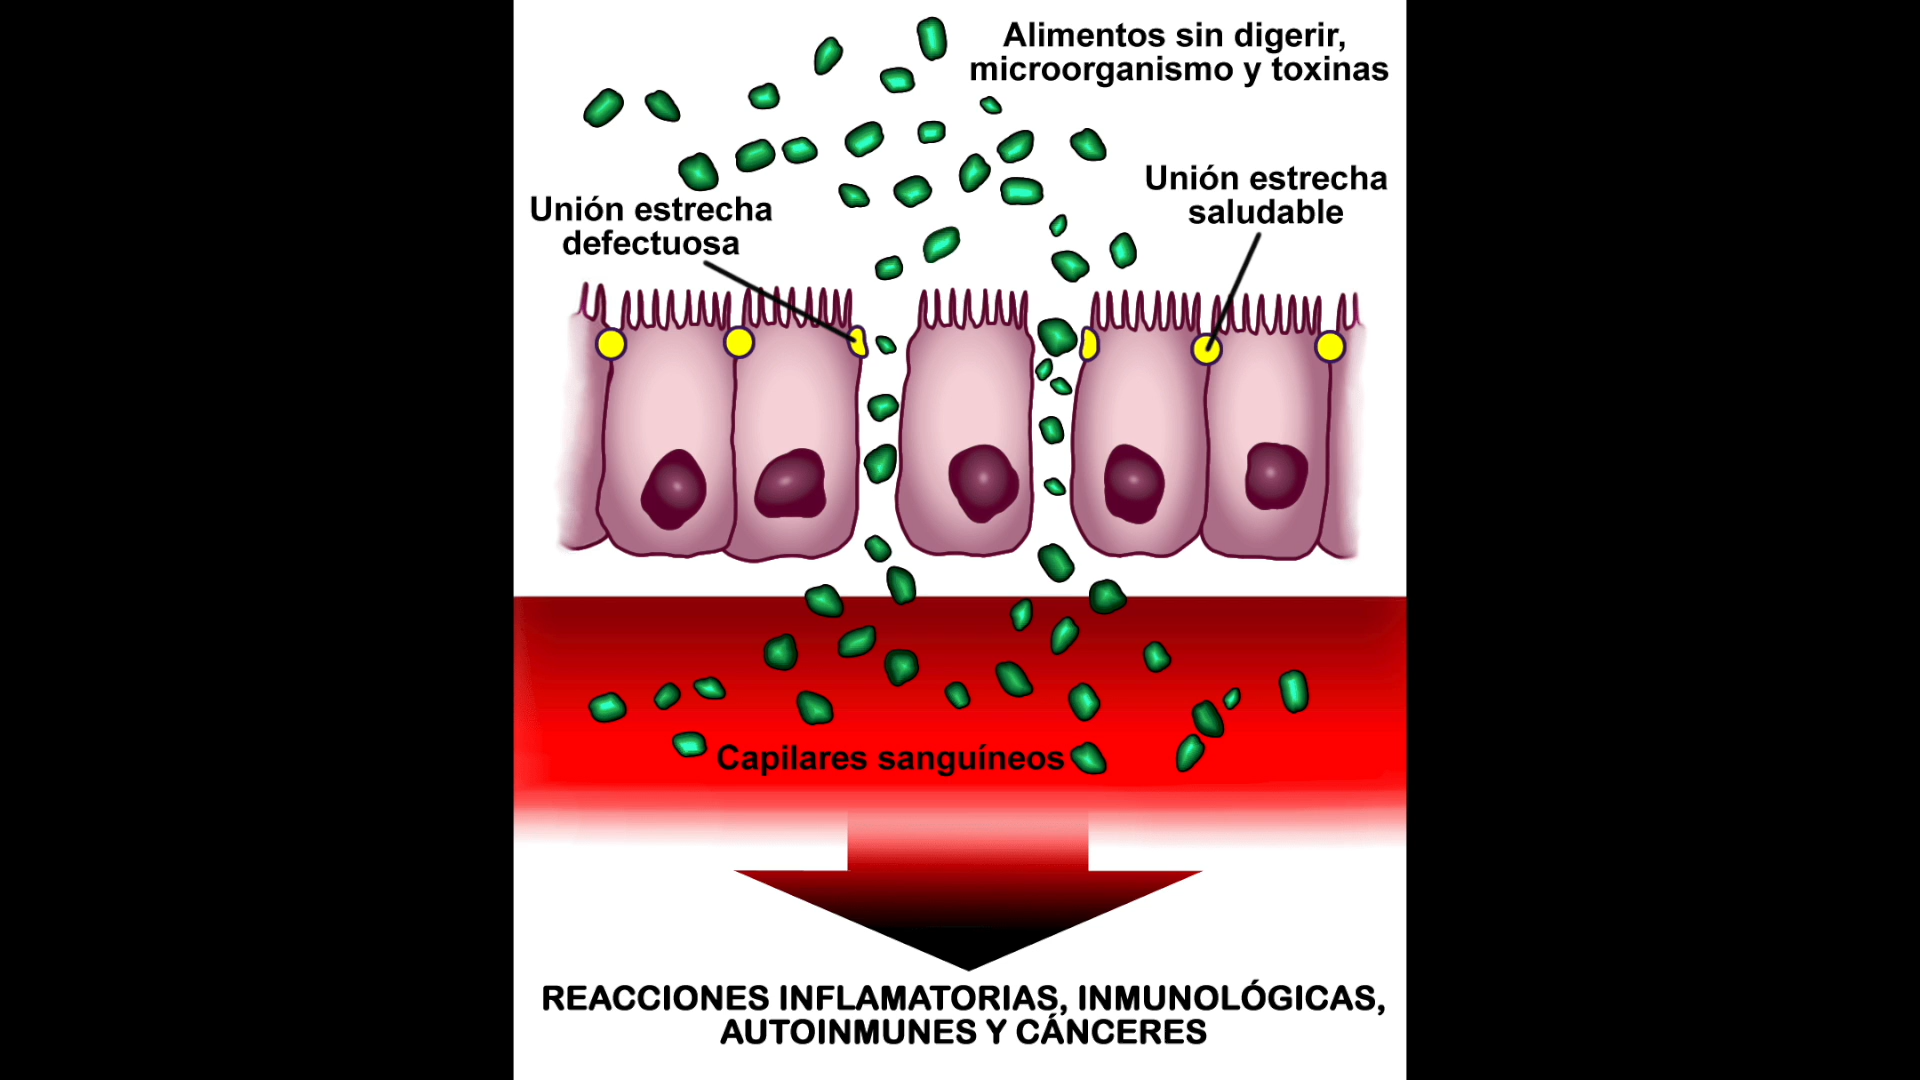 Alimentos sin digerir,
microorganismo y toxinas
Unión estrecha
saludable
Unión estrecha
defectuosa
Capilares sanguíneos
REACCIONES INFLAMATORIAS, INMUNOLÓGICAS,
AUTOINMUNES Y CÁNCERES